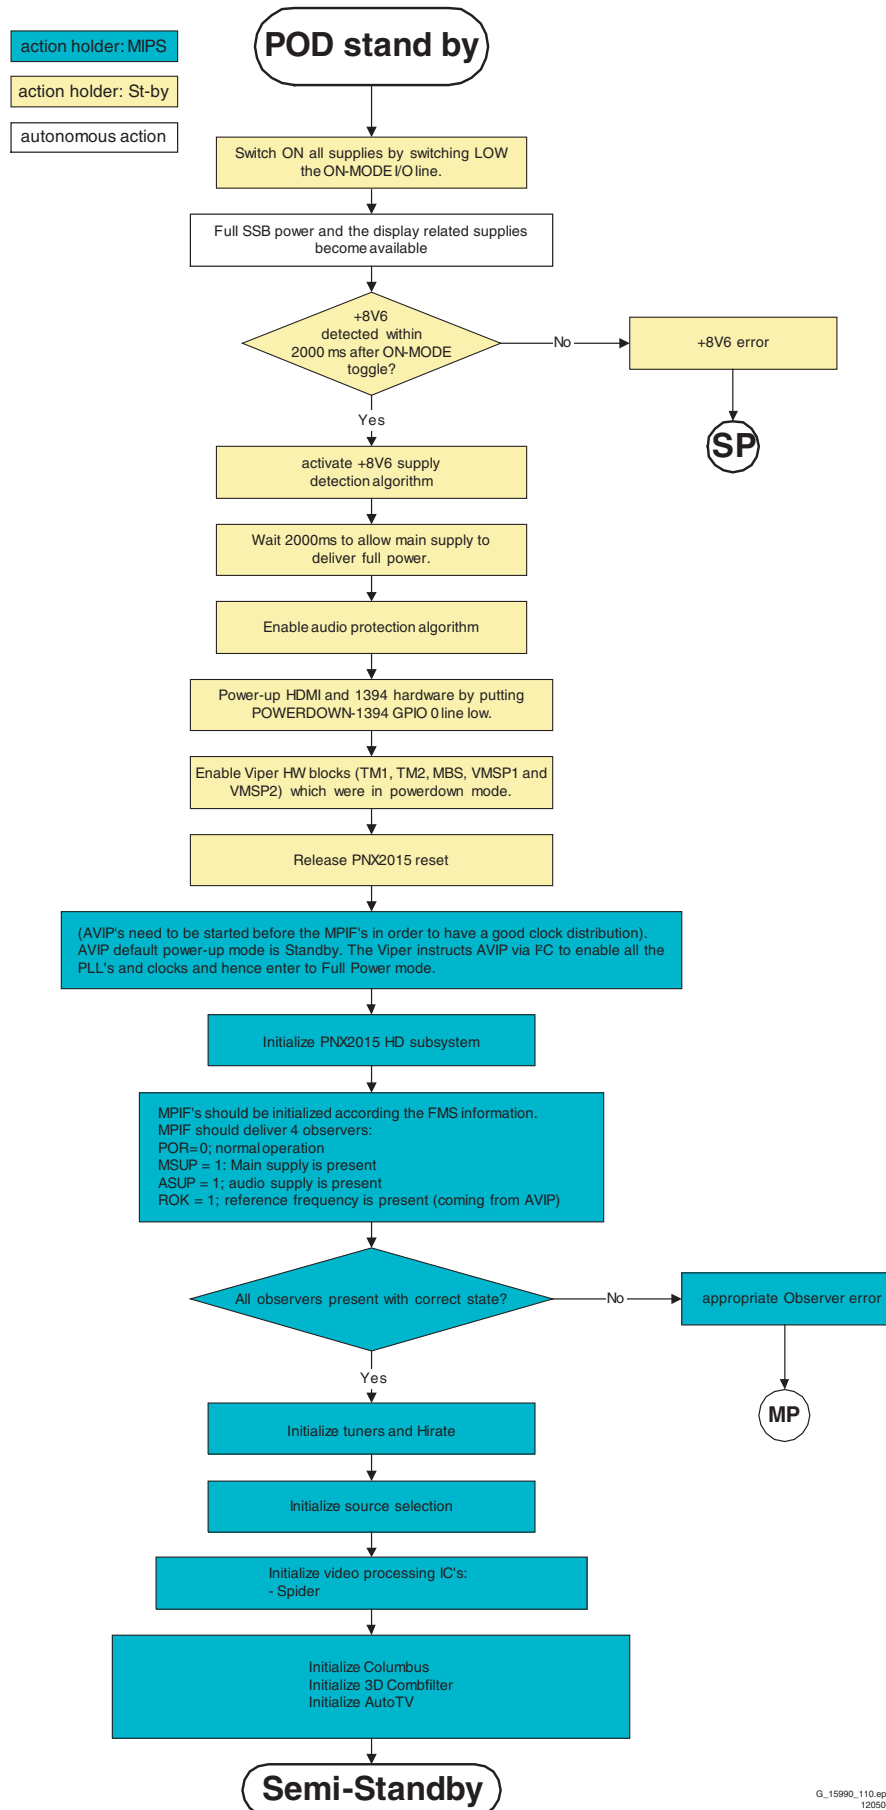 POD stand by
action holder: MIPS
action holder: St-by
autonomous action
Switch ON all supplies by switching LOW
the ON-MODE I/O line.
Full SSB power and the display related supplies
become available
+8V6
detected within
2000 ms after ON-MODE
toggle?
No
+8V6 error
SP
Yes
activate +8V6 supply
detection algorithm
Wait 2000ms to allow main supply to
deliver full power.
Enable audio protection algorithm
Power-up HDMI and 1394 hardware by putting
POWERDOWN-1394 GPIO 0 line low.
Enable Viper HW blocks (TM1, TM2, MBS, VMSP1 and
VMSP2) which were in powerdown mode.
Release PNX2015 reset
(AVIP's need to be started before the MPIF's in order to have a good clock distribution).
AVIP default power-up mode is Standby. The Viper instructs AVIP via I²C to enable all the
PLL's and clocks and hence enter to Full Power mode.
Initialize PNX2015 HD subsystem
MPIF's should be initialized according the FMS information.
MPIF should deliver 4 observers:
POR=0; normal operation
MSUP = 1: Main supply is present
ASUP = 1; audio supply is present
ROK = 1; reference frequency is present (coming from AVIP)
All observers present with correct state?
No
appropriate Observer error
MP
Yes
Initialize tuners and Hirate
Initialize source selection
Initialize video processing IC's:
- Spider
Initialize Columbus
Initialize 3D Combfilter
Initialize AutoTV
Semi-Standby
G_15990_110.ep
12050